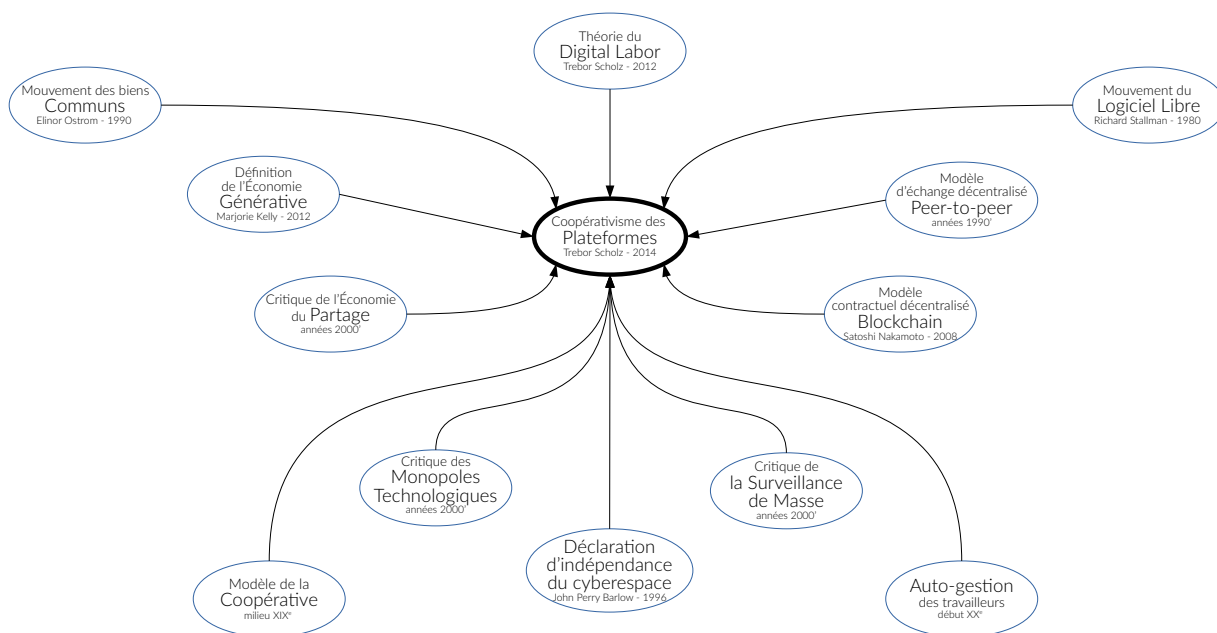 Théorie du
Digital Labor
Trebor Scholz - 2012
Mouvement des biens
Communs
Elinor Ostrom - 1990
Mouvement du
Logiciel Libre
Richard Stallman - 1980
Définition
de l'Économie
Générative
Marjorie Kelly - 2012
Modèle
d'échange décentralisé
Peer-to-peer
années 1990'
Coopérativisme des
Plateformes
Trebor Scholz - 2014
Critique de l'Économie
du Partage
années 2000'
Modèle
contractuel décentralisé
Blockchain
Satoshi Nakamoto - 2008
Critique des
Monopoles
Technologiques
années 2000'
Critique de
la Surveillance
de Masse
années 2000'
Déclaration
d'indépendance
du cyberespace
John Perry Barlow - 1996
Modèle de la
Coopérative
milieu XIXᵉ
Auto-gestion
des travailleurs
début XXᵉ